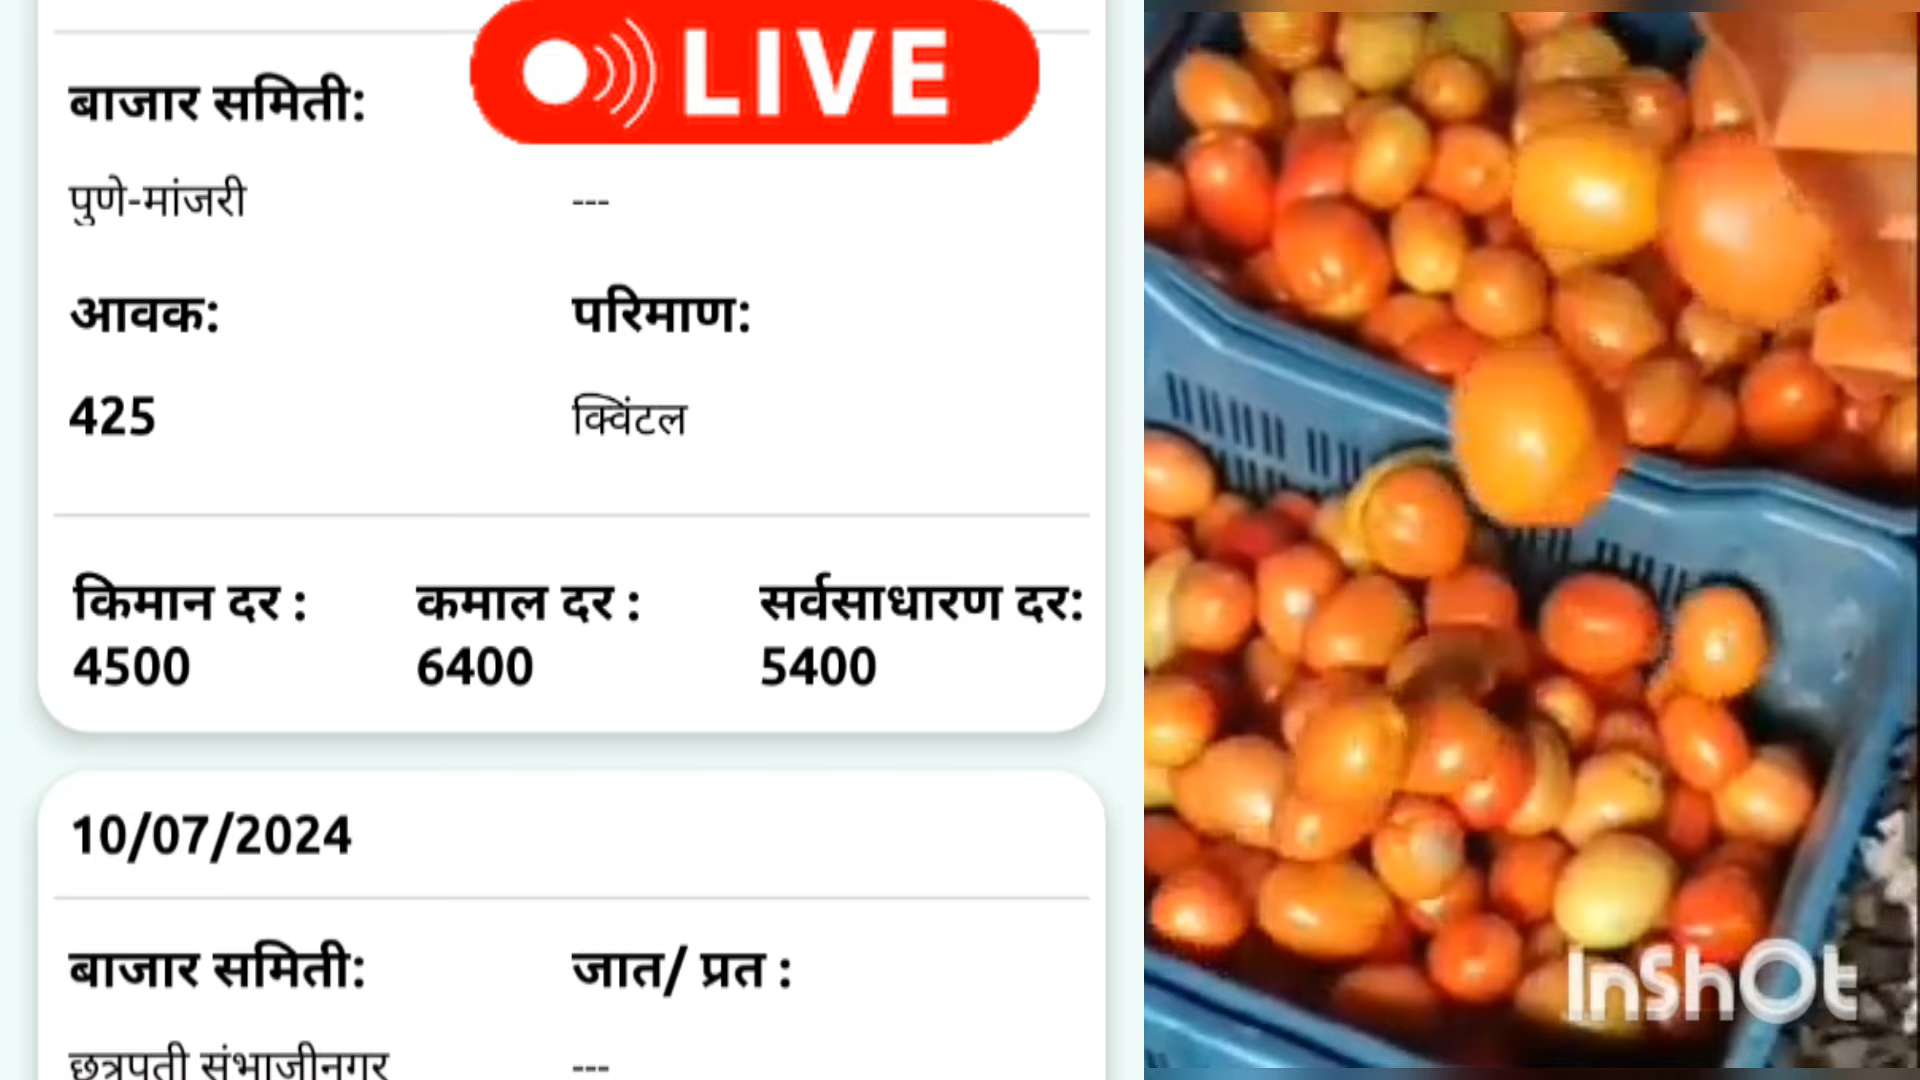 LIVE
बाजार समिती:
पुणे-मांजरी ---
आवक: परिमाण:
425 क्विंटल
किमान दर : कमाल दर : सर्वसाधारण दर:
4500 6400 5400
10/07/2024
बाजार समिती: जात/ प्रत :
छत्रपती संभाजीनगर ---
InShOt